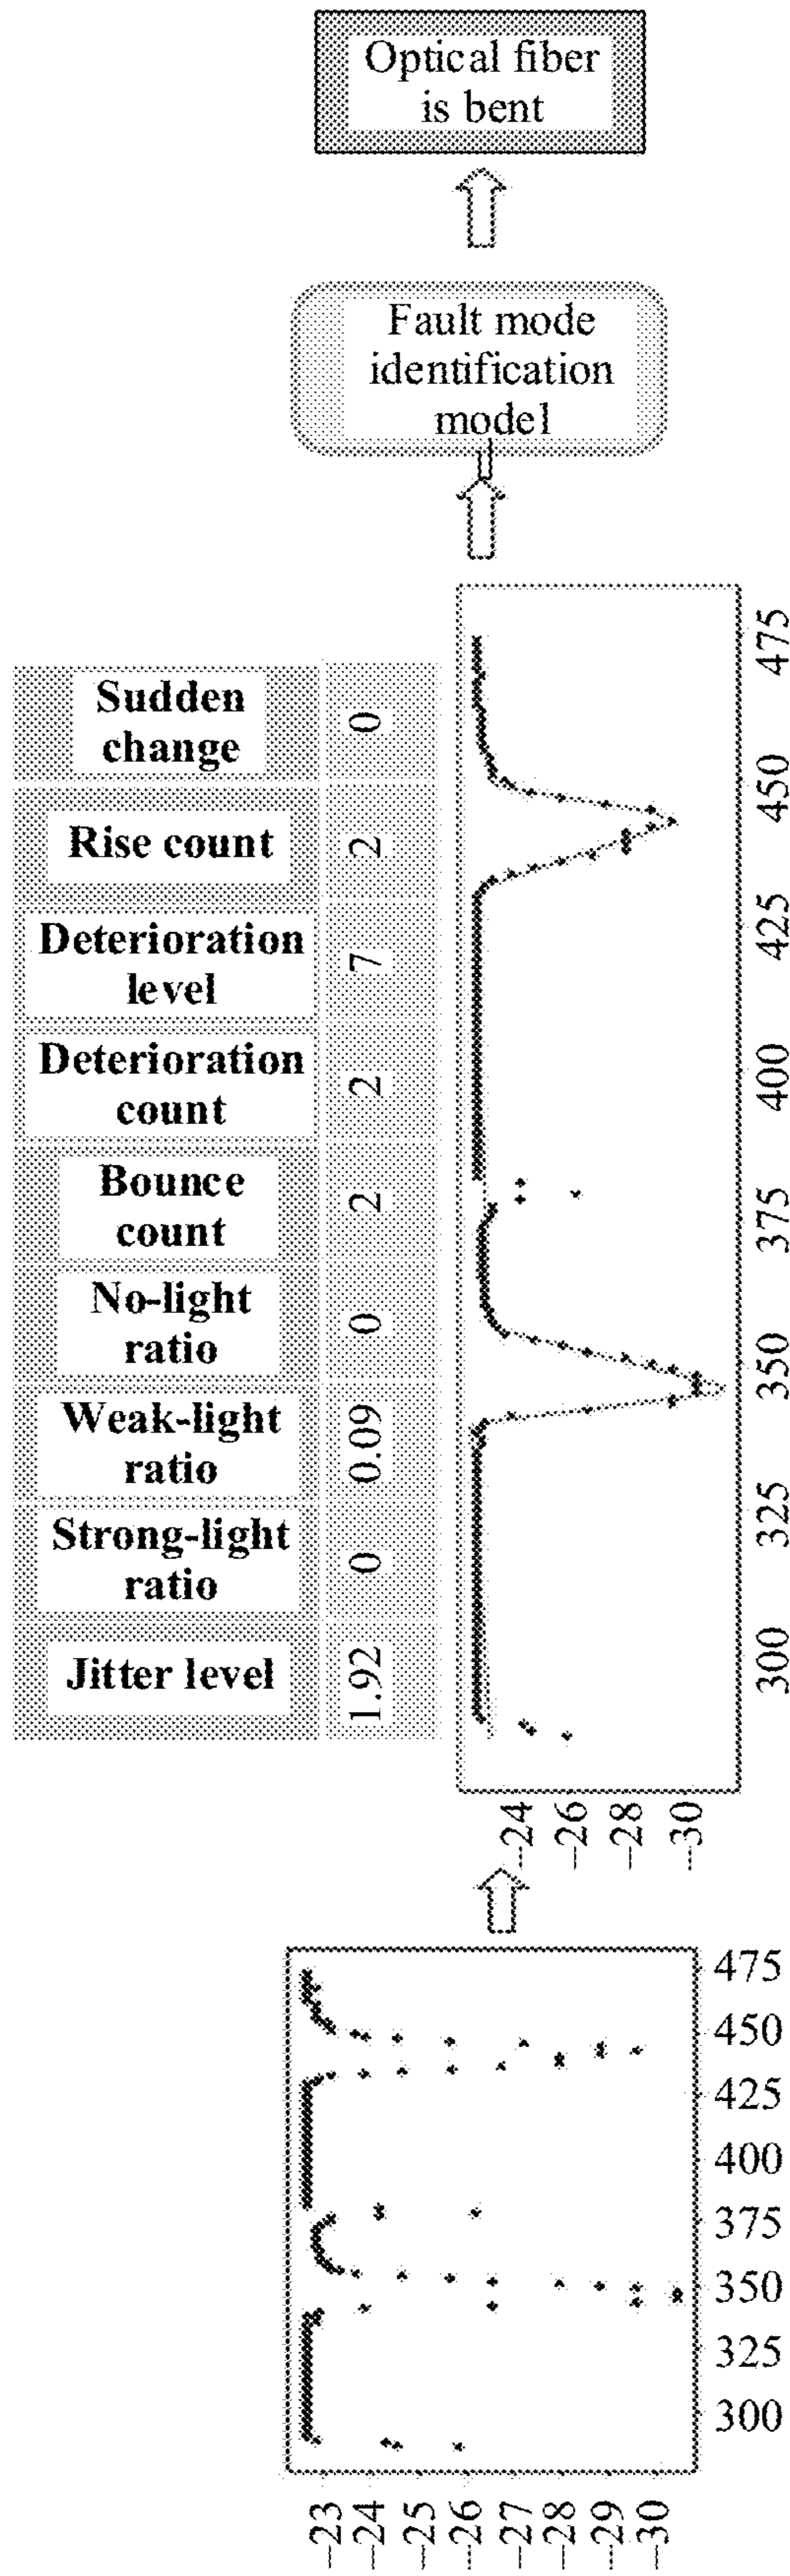 Optical fiber
is bent
Fault mode
identification
model
Sudden
change
0
Rise count
2
Deterioration
level
7
Deterioration
count
2
Bounce
count
2
No-light
ratio
0
Weak-light
ratio
0.09
Strong-light
ratio
0
Jitter level
1.92
475
450
425
400
375
350
325
300
-24
-26
-28
-30
475
450
425
400
375
350
325
300
-23
-24
-25
-26
-27
-28
-29
-30